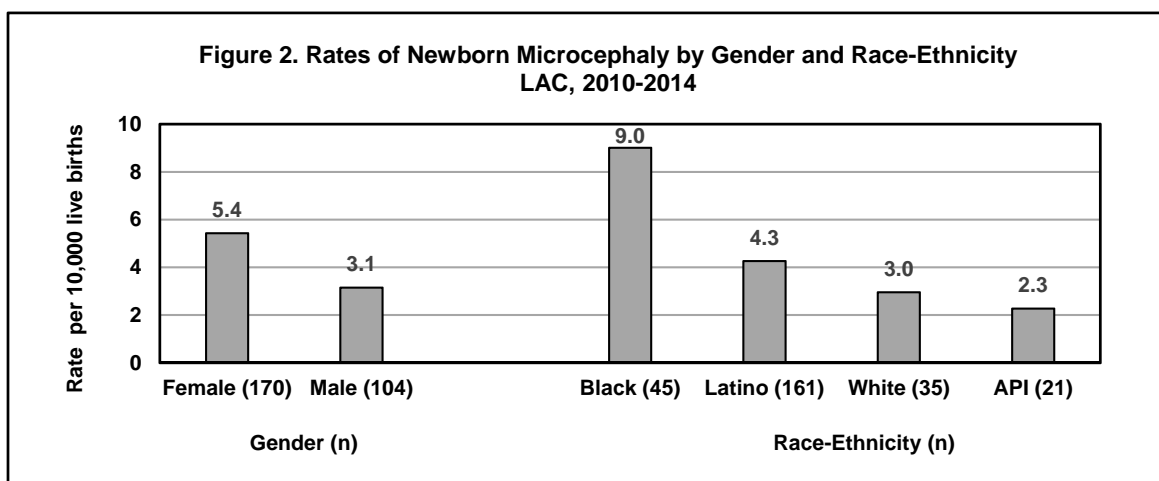 Figure 2. Rates of Newborn Microcephaly by Gender and Race-Ethnicity
LAC, 2010-2014
Rate per 10,000 live births
10
8
6
4
2
0
5.4
3.1
9.0
4.3
3.0
2.3
Female (170)
Male (104)
Black (45)
Latino (161)
White (35)
API (21)
Gender (n)
Race-Ethnicity (n)